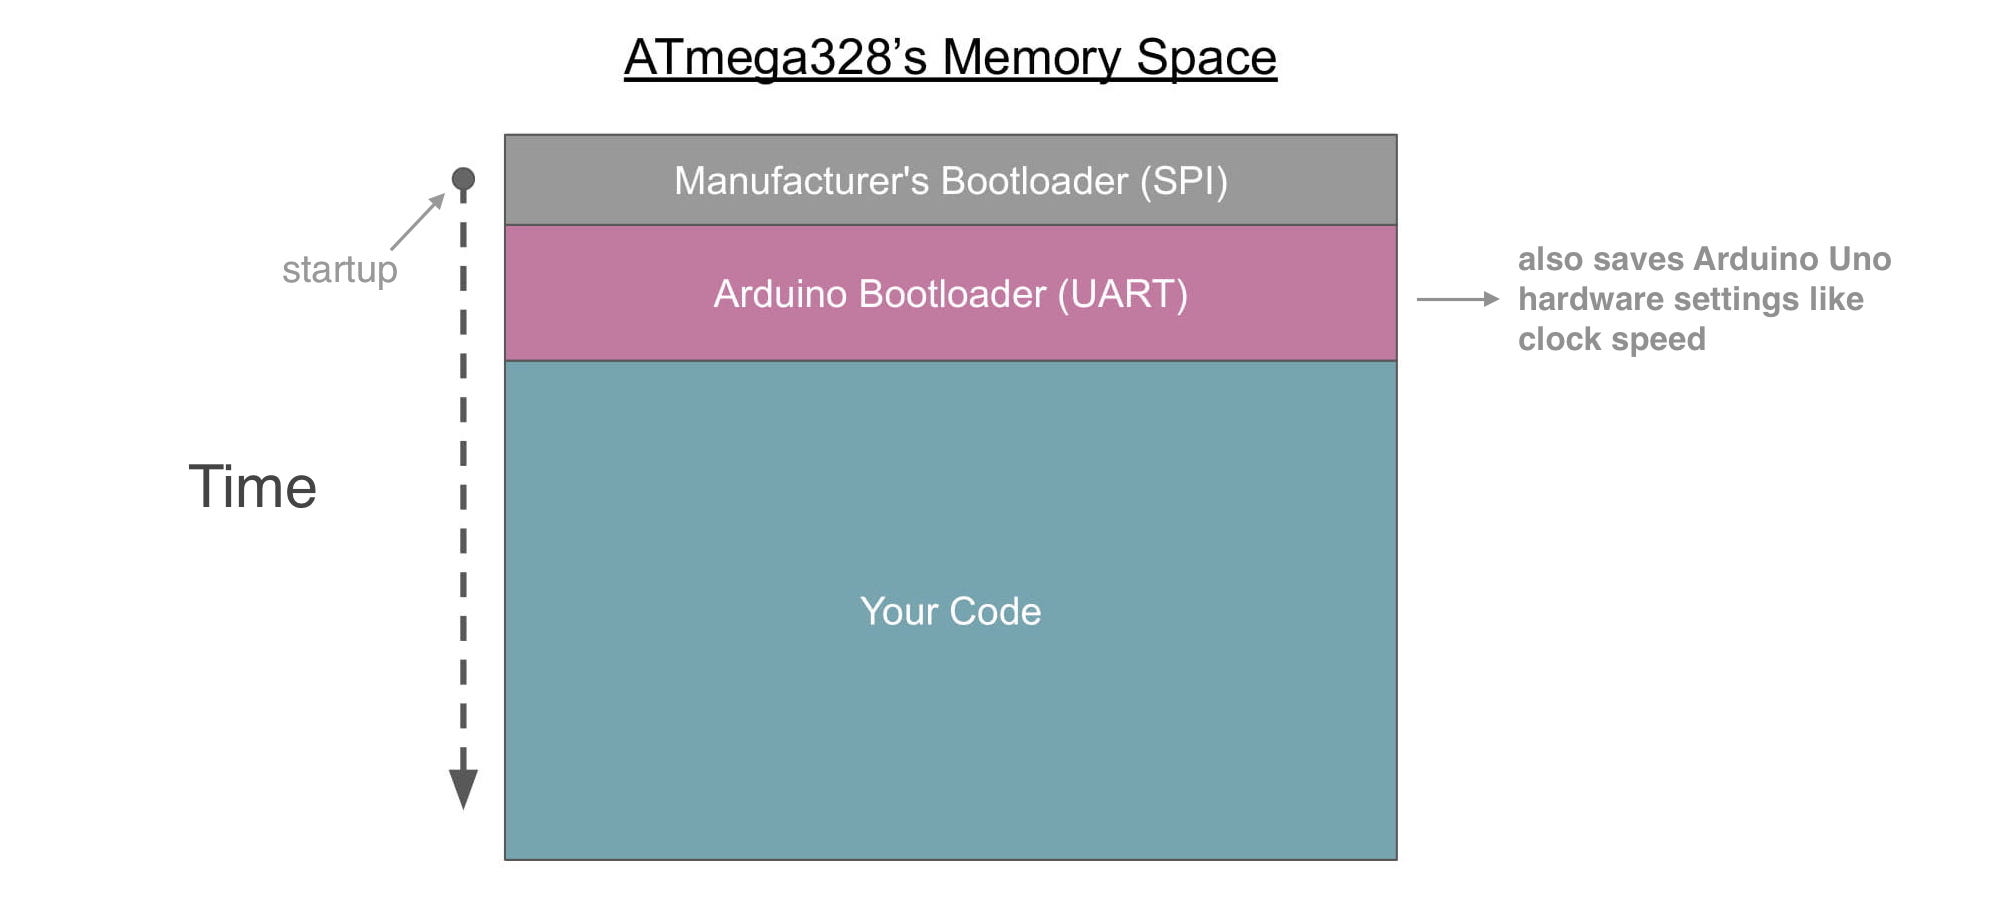 ATmega328’s Memory Space
Manufacturer's Bootloader (SPI)
startup
Arduino Bootloader (UART)
also saves Arduino Uno
hardware settings like
clock speed
Time
Your Code